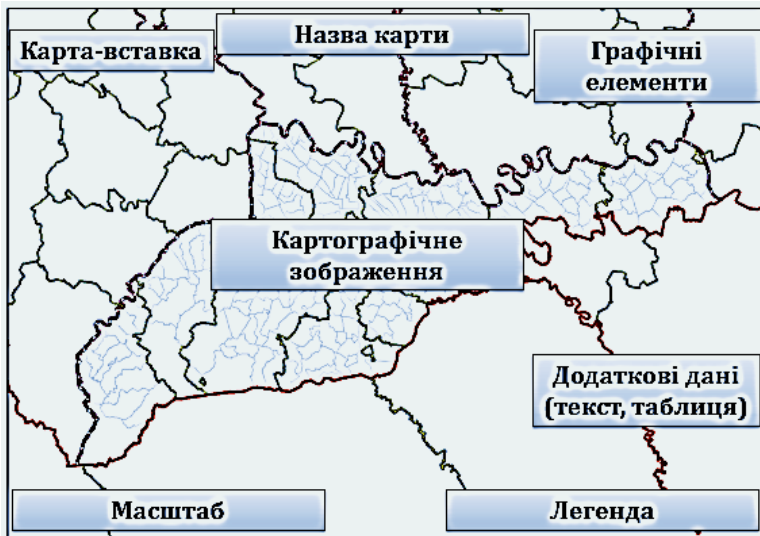 Карта-вставка
Назва карти
Графічні
елементи
Картографічне
зображення
Додаткові дані
(текст, таблиця)
Масштаб
Легенда